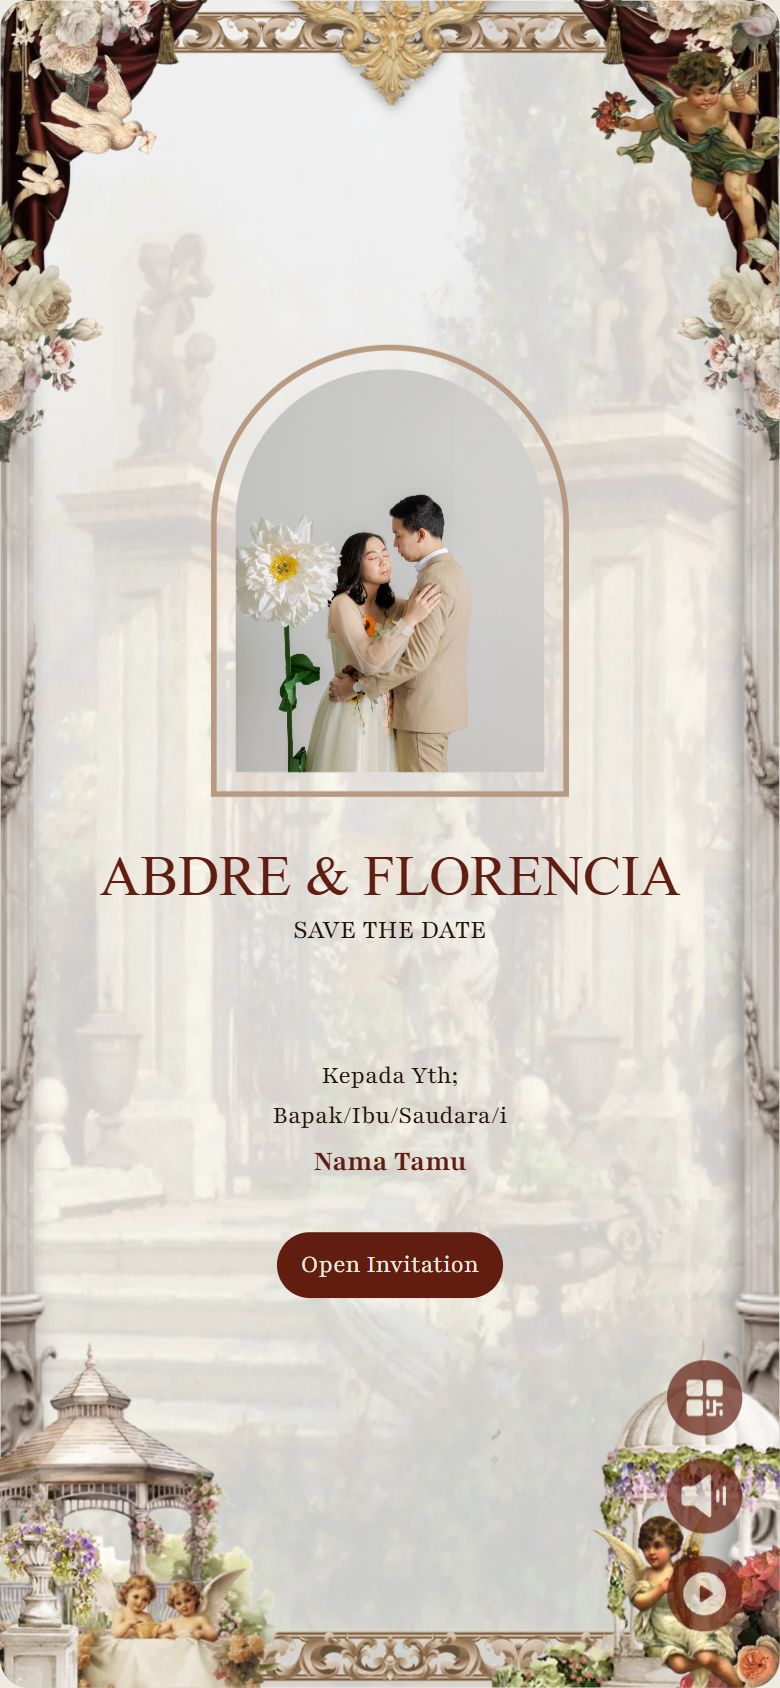 ABDRE & FLORENCIA
SAVE THE DATE
Kepada Yth;
Bapak/Ibu/Saudara/i
Nama Tamu
Open Invitation